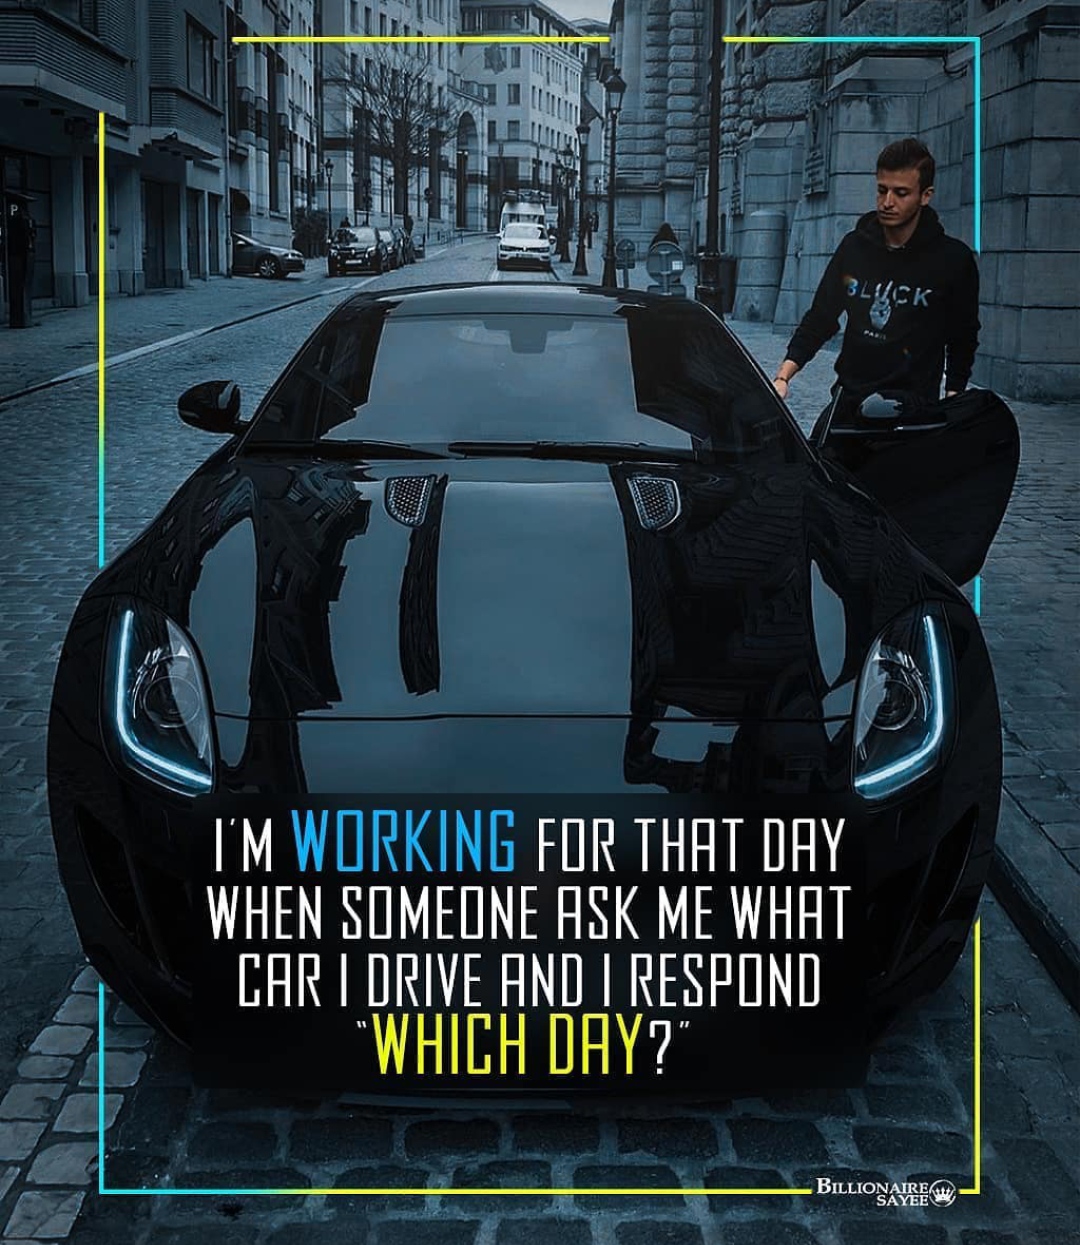 P
BLACK
PARIS
I'M WORKING FOR THAT DAY
WHEN SOMEONE ASK ME WHAT
CAR I DRIVE AND I RESPOND
"WHICH DAY?"
BILLIONAIRE
SAYEE